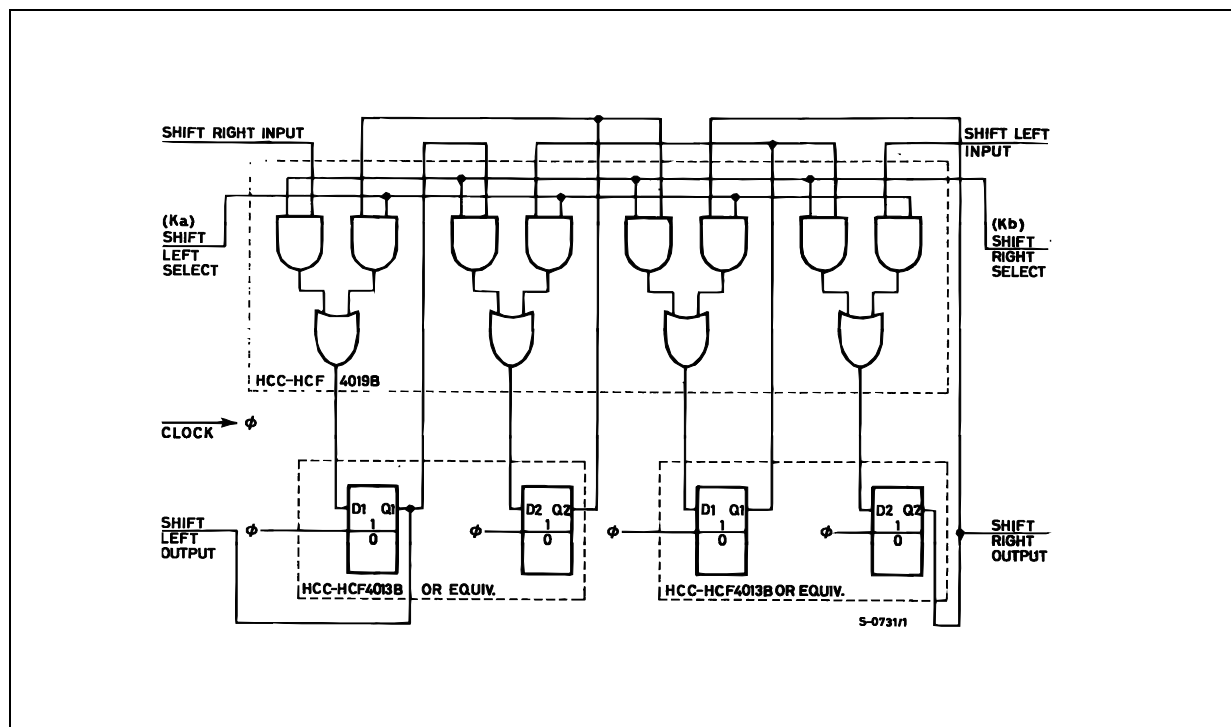 SHIFT RIGHT INPUT
SHIFT LEFT
INPUT
(Ka)
SHIFT
LEFT
SELECT
(Kb)
SHIFT
RIGHT
SELECT
HCC-HCF 4019B
CLOCK
ϕ
D1 Q1
1
0
D2 Q2
1
0
D1 Q1
1
0
D2 Q2
1
0
SHIFT
LEFT
OUTPUT
ϕ
ϕ
ϕ
ϕ
SHIFT
RIGHT
OUTPUT
HCC-HCF4013B OR EQUIV.
HCC-HCF4013B OR EQUIV.
S-0731/1